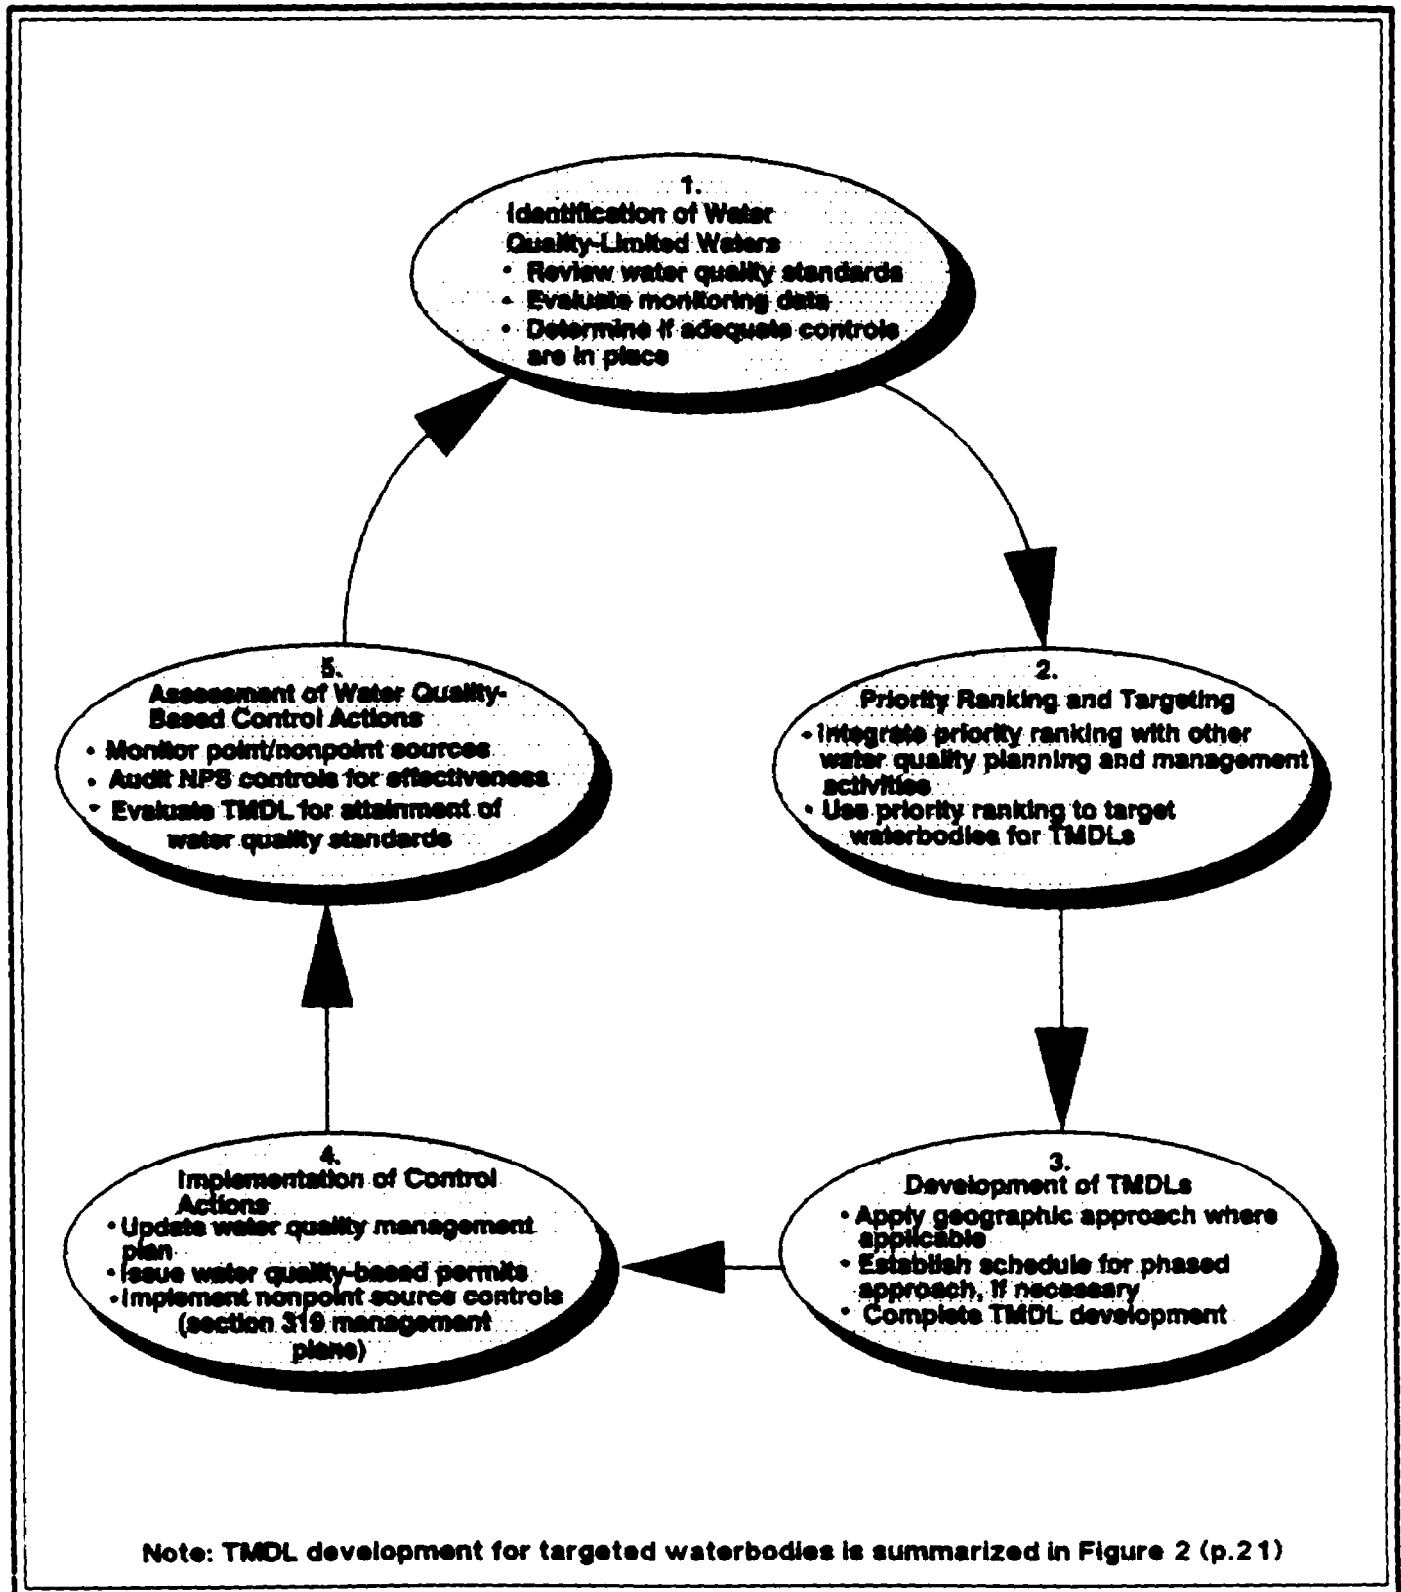 1.
Identification of Water
Quality-Limited Waters
• Review water quality standards
• Evaluate monitoring data
• Determine if adequate controls
are in place
2.
Priority Ranking and Targeting
• Integrate priority ranking with other
water quality planning and management
activities
• Use priority ranking to target
waterbodies for TMDLs
3.
Development of TMDLs
• Apply geographic approach where
applicable
• Establish schedule for phased
approach, if necessary
• Complete TMDL development
4.
Implementation of Control
Actions
• Update water quality management
plan
• Issue water quality-based permits
• Implement nonpoint source controls
(section 319 management
plans)
5.
Assessment of Water Quality-
Based Control Actions
• Monitor point/nonpoint sources
• Audit NPS controls for effectiveness
• Evaluate TMDL for attainment of
water quality standards
Note: TMDL development for targeted waterbodies is summarized in Figure 2 (p.21)